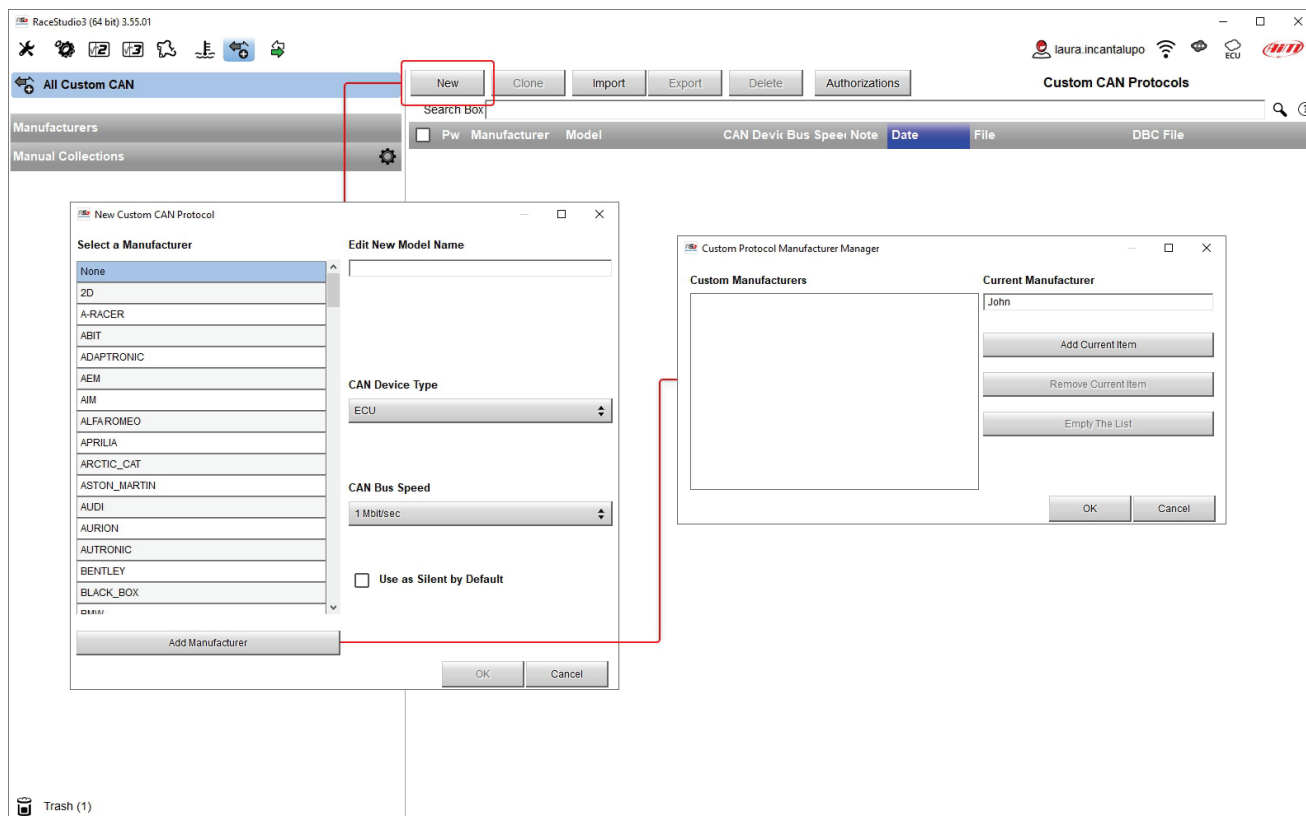 RaceStudio3 (64 bit) 3.55.01
laura.incantalupo
ECU
AiM
All Custom CAN
New
Clone
Import
Export
Delete
Authorizations
Custom CAN Protocols
Search Box
Manufacturers
Pw Manufacturer Model CAN Devic Bus Speed Note Date File DBC File
Manual Collections
New Custom CAN Protocol
Select a Manufacturer
None
2D
A-RACER
ABIT
ADAPTRONIC
AEM
AIM
ALFAROMEO
APRILIA
ARCTIC_CAT
ASTON_MARTIN
AUDI
AURION
AUTRONIC
BENTLEY
BLACK_BOX
BMW
Add Manufacturer
Edit New Model Name
CAN Device Type
ECU
CAN Bus Speed
1 Mbit/sec
Use as Silent by Default
OK
Cancel
Custom Protocol Manufacturer Manager
Custom Manufacturers
Current Manufacturer
John
Add Current Item
Remove Current Item
Empty The List
OK
Cancel
Trash (1)